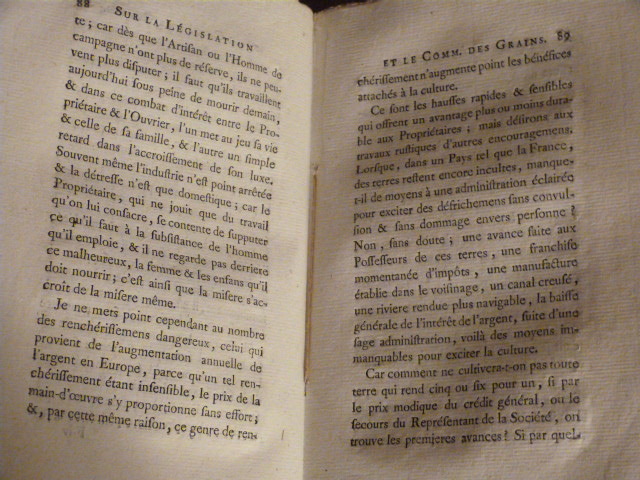 88 SUR LA LÉGISLATION
te; car dès que l'Artisan ou l'Homme de
campagne n'ont plus de réserve, ils ne peu-
vent plus disputer; il faut qu'ils travaillent
aujourd'hui sous peine de mourir demain,
& dans ce combat d'intérêt entre le Pro-
priétaire & l'Ouvrier, l'un met au jeu sa vie
& celle de sa famille, & l'autre un simple
retard dans l'accroissement de son luxe.
Souvent même l'industrie n'est point arrêtée
& la détresse n'est que domestique; car le
Propriétaire, qui ne jouit que du travail
qu'on lui consacre, se contente de supputer
ce qu'il faut à la subsistance de l'homme
qu'il emploie, & il ne regarde pas derriere
ce malheureux, la femme & les enfans qu'il
doit nourrir; c'est ainsi que la misere s'ac-
croît de la misere même.
Je ne mets point cependant au nombre
des renchérissemens dangereux, celui qui
provient de l'augmentation annuelle de
l'argent en Europe, parce qu'un tel ren-
chérissement étant insensible, le prix de la
main-d'œuvre s'y proportionne sans effort;
&, par cette même raison, ce genre de ren-
ET LE COMM. DES GRAINS. 89
chérissement n'augmente point les bénéfices
attachés à la culture.
Ce sont les hausses rapides & sensibles
qui offrent un avantage plus ou moins dura-
ble aux Propriétaires; mais désirons aux
travaux rustiques d'autres encouragemens.
Lorsque, dans un Pays tel que la France,
des terres restent encore incultes, manque-
t-il de moyens à une administration éclairée
pour exciter des défrichemens sans convul-
sion & sans dommage envers personne?
Non, sans doute; une avance faite aux
Possesseurs de ces terres, une franchise
momentanée d'impôts, une manufacture
établie dans le voisinage, un canal creusé,
une riviere rendue plus navigable, la baisse
générale de l'intérêt de l'argent, suite d'une
sage administration, voilà des moyens im-
manquables pour exciter la culture.
Car comment ne cultivera-t-on pas toute
terre qui rend cinq ou six pour un, si par
le prix modique du crédit général, ou le
secours du Représentant de la Société, on
trouve les premieres avances? Si par quel-